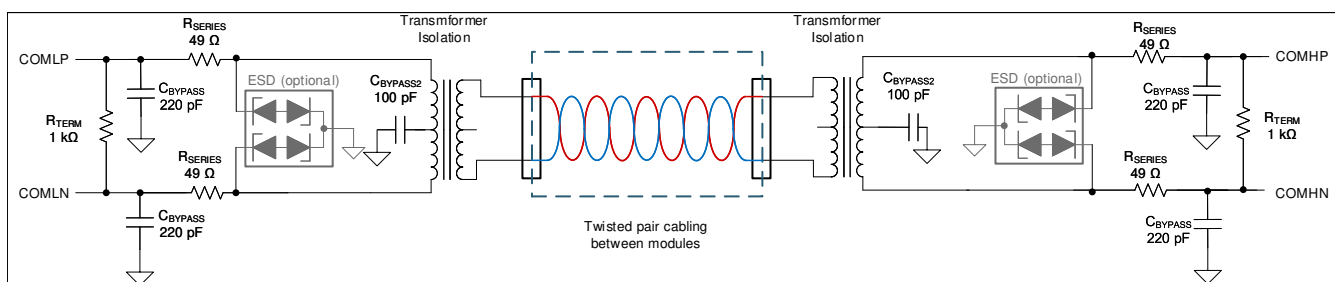 Transmformer
Isolation
Transmformer
Isolation
RSERIES
49 Ω
COMLP
ESD (optional)
CBYPASS
220 pF
CBYPASS2
100 pF
RTERM
1 kΩ
RSERIES
49 Ω
COMLN
CBYPASS
220 pF
Twisted pair cabling
between modules
CBYPASS2
100 pF
ESD (optional)
RSERIES
49 Ω
COMHP
CBYPASS
220 pF
RTERM
1 kΩ
RSERIES
49 Ω
COMHN
CBYPASS
220 pF